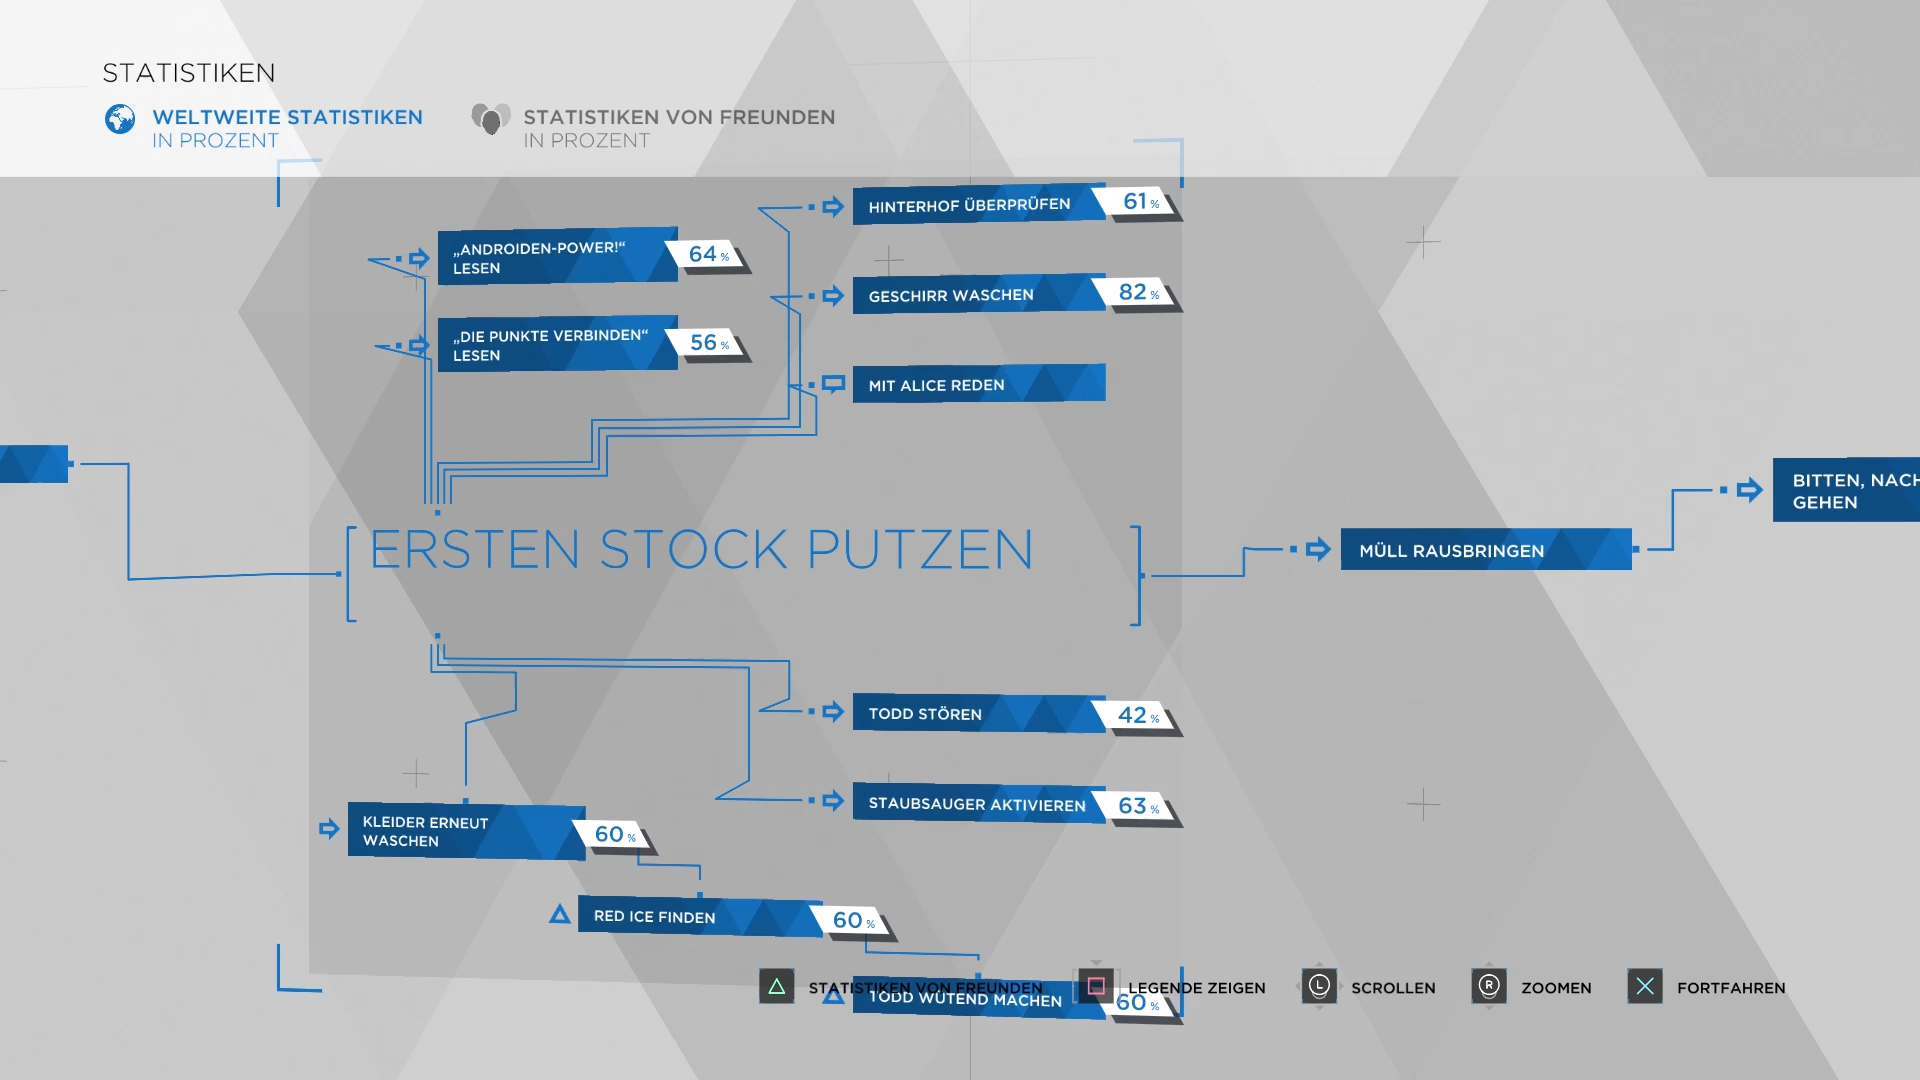 STATISTIKEN
WELTWEITE STATISTIKEN
IN PROZENT
STATISTIKEN VON FREUNDEN
IN PROZENT
HINTERHOF ÜBERPRÜFEN 61 %
„ANDROIDEN-POWER!“
LESEN
64 %
GESCHIRR WASCHEN 82 %
„DIE PUNKTE VERBINDEN“
LESEN
56 %
MIT ALICE REDEN
ERSTEN STOCK PUTZEN
MÜLL RAUSBRINGEN
BITTEN, NACH
GEHEN
TODD STÖREN 42 %
STAUBSAUGER AKTIVIEREN 63 %
KLEIDER ERNEUT
WASCHEN
60 %
RED ICE FINDEN 60 %
TODD WÜTEND MACHEN 60 %
STATISTIKEN VON FREUNDEN
LEGENDE ZEIGEN
L SCROLLEN
R ZOOMEN
FORTFAHREN